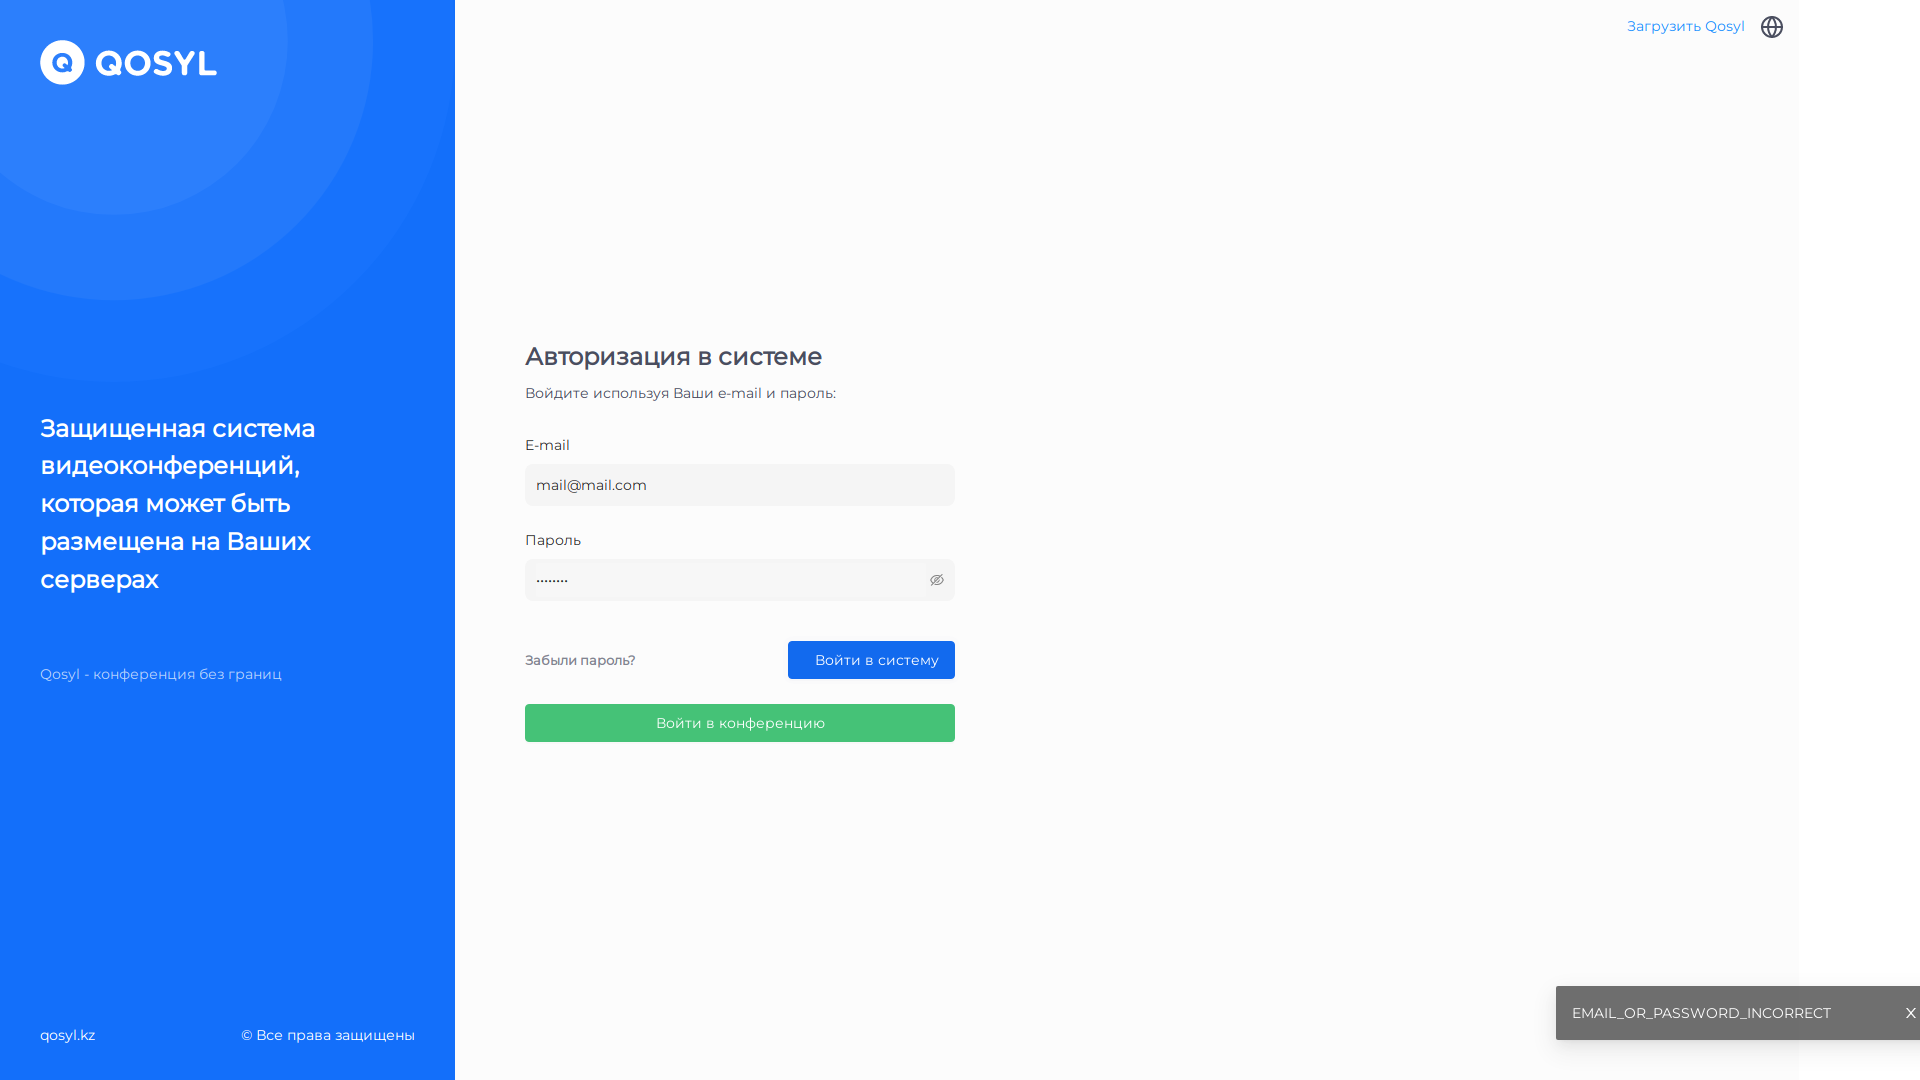 QOSYL
Загрузить Qosyl
Защищенная система
видеоконференций,
которая может быть
размещена на Ваших
серверах
Qosyl - конференция без границ
qosyl.kz
© Все права защищены
Авторизация в системе
Войдите используя Ваши e-mail и пароль:
E-mail
mail@mail.com
Пароль
••••••••
Забыли пароль?
Войти в систему
Войти в конференцию
EMAIL_OR_PASSWORD_INCORRECT
X